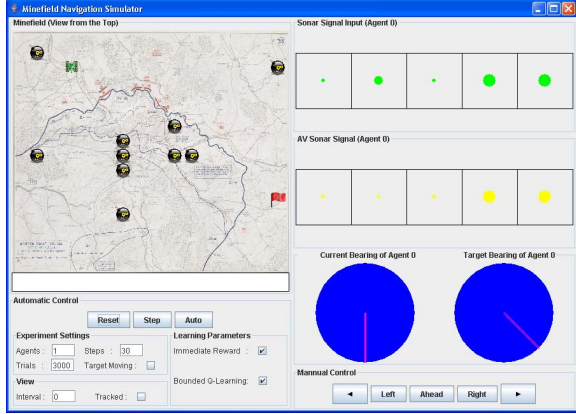 Minefield Navigation Simulator
Minefield (View from the Top)
Sonar Signal Input (Agent 0)
AV Sonar Signal (Agent 0)
Current Bearing of Agent 0
Target Bearing of Agent 0
Automatic Control
Reset Step Auto
Experiment Settings
Agents : 1 Steps : 30
Trials : 3000 Target Moving :
View
Interval : 0 Tracked :
Learning Parameters
Immediate Reward :
Bounded Q-Learning:
Mannual Control
Left Ahead Right